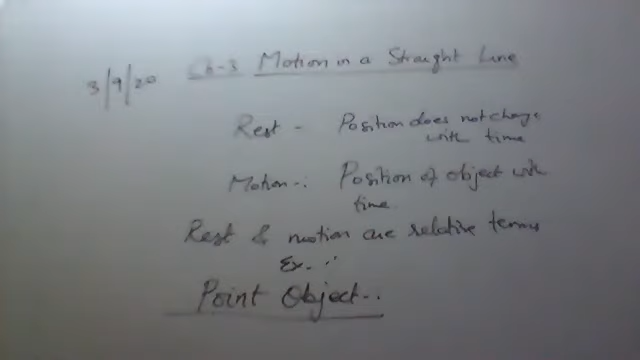 3/9/20 Ch-3 Motion in a Straight Line
Rest - Position does not change
with time
Motion -: Position of object with
time.
Rest & motion are relative terms
Ex. -:
Point Object -: